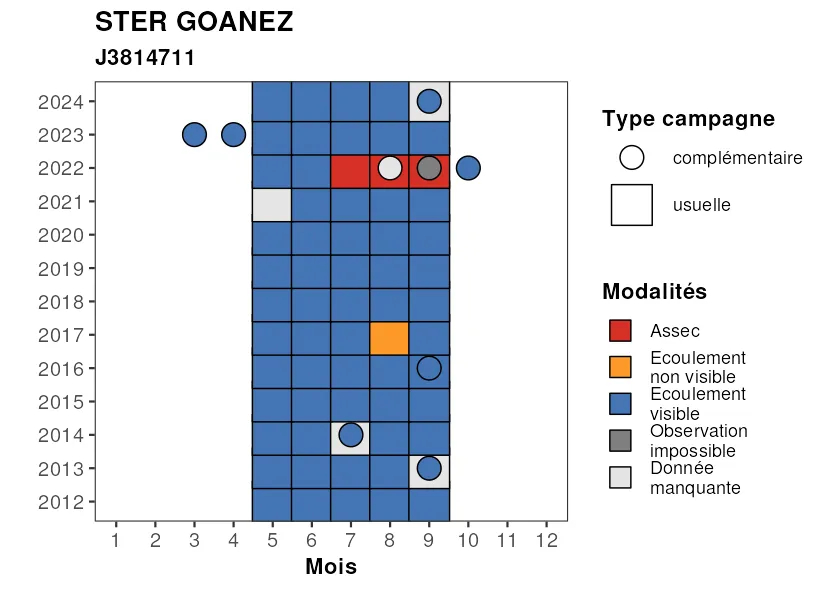 STER GOANEZ
J3814711
2024
2023
2022
2021
2020
2019
2018
2017
2016
2015
2014
2013
2012
1 2 3 4 5 6 7 8 9 10 11 12
Mois
Type campagne
complémentaire
usuelle
Modalités
Assec
Ecoulement
non visible
Ecoulement
visible
Observation
impossible
Donnée
manquante